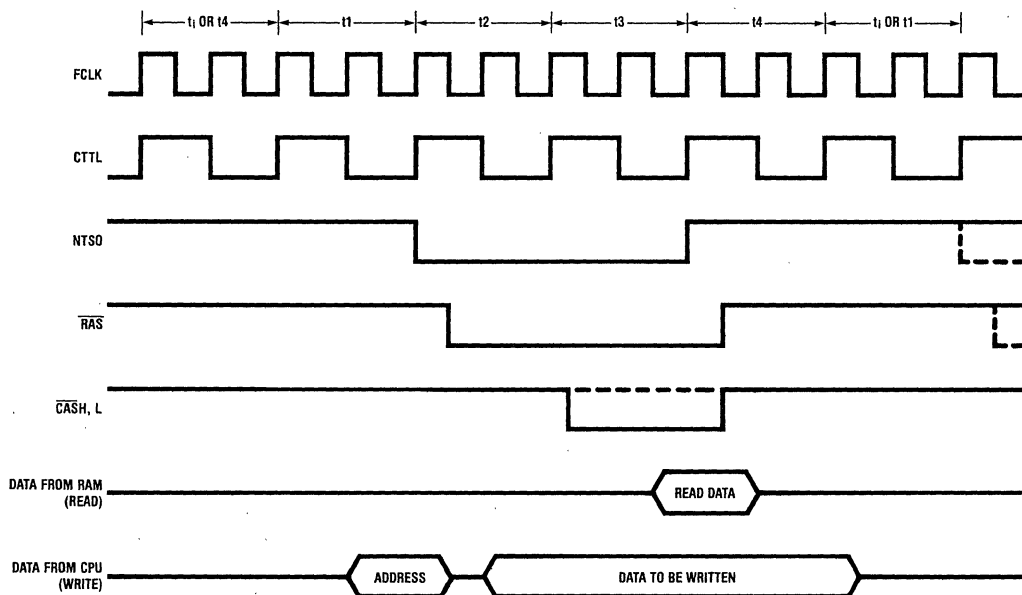 tᵢ OR t4 t1 t2 t3 t4 tᵢ OR t1
FCLK
CTTL
NTSO
RAS
CASH, L
DATA FROM RAM
(READ)
READ DATA
DATA FROM CPU
(WRITE)
ADDRESS
DATA TO BE WRITTEN